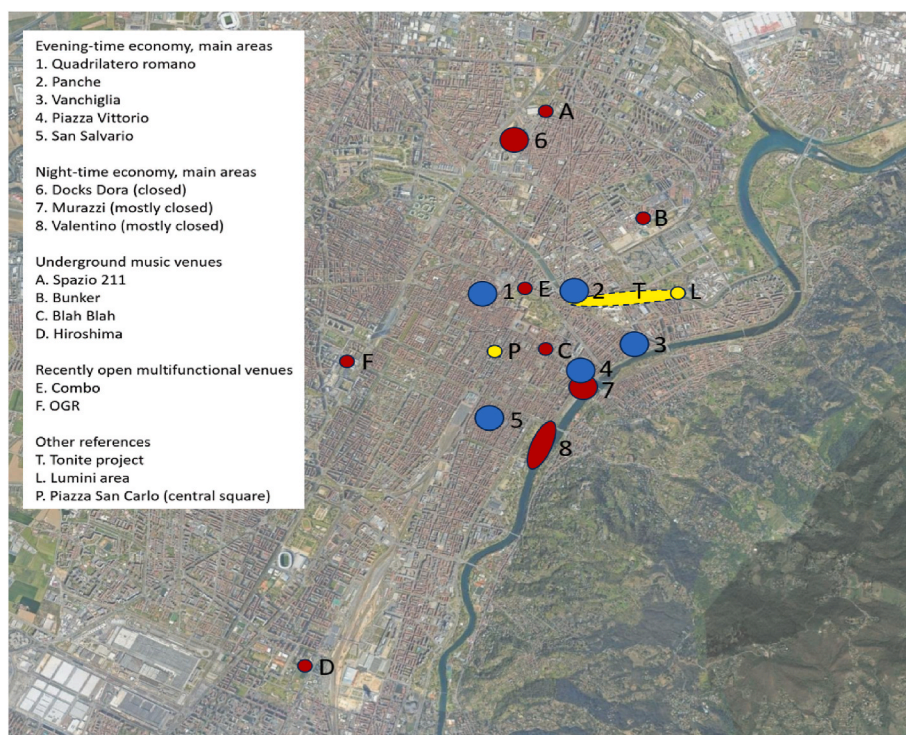 Evening-time economy, main areas
1. Quadrilatero romano
2. Panche
3. Vanchiglia
4. Piazza Vittorio
5. San Salvario
Night-time economy, main areas
6. Docks Dora (closed)
7. Murazzi (mostly closed)
8. Valentino (mostly closed)
Underground music venues
A. Spazio 211
B. Bunker
C. Blah Blah
D. Hiroshima
Recently open multifunctional venues
E. Combo
F. OGR
Other references
T. Tonite project
L. Lumini area
P. Piazza San Carlo (central square)
A
6
B
1
E
2
T
L
P
C
3
F
4
7
5
8
D